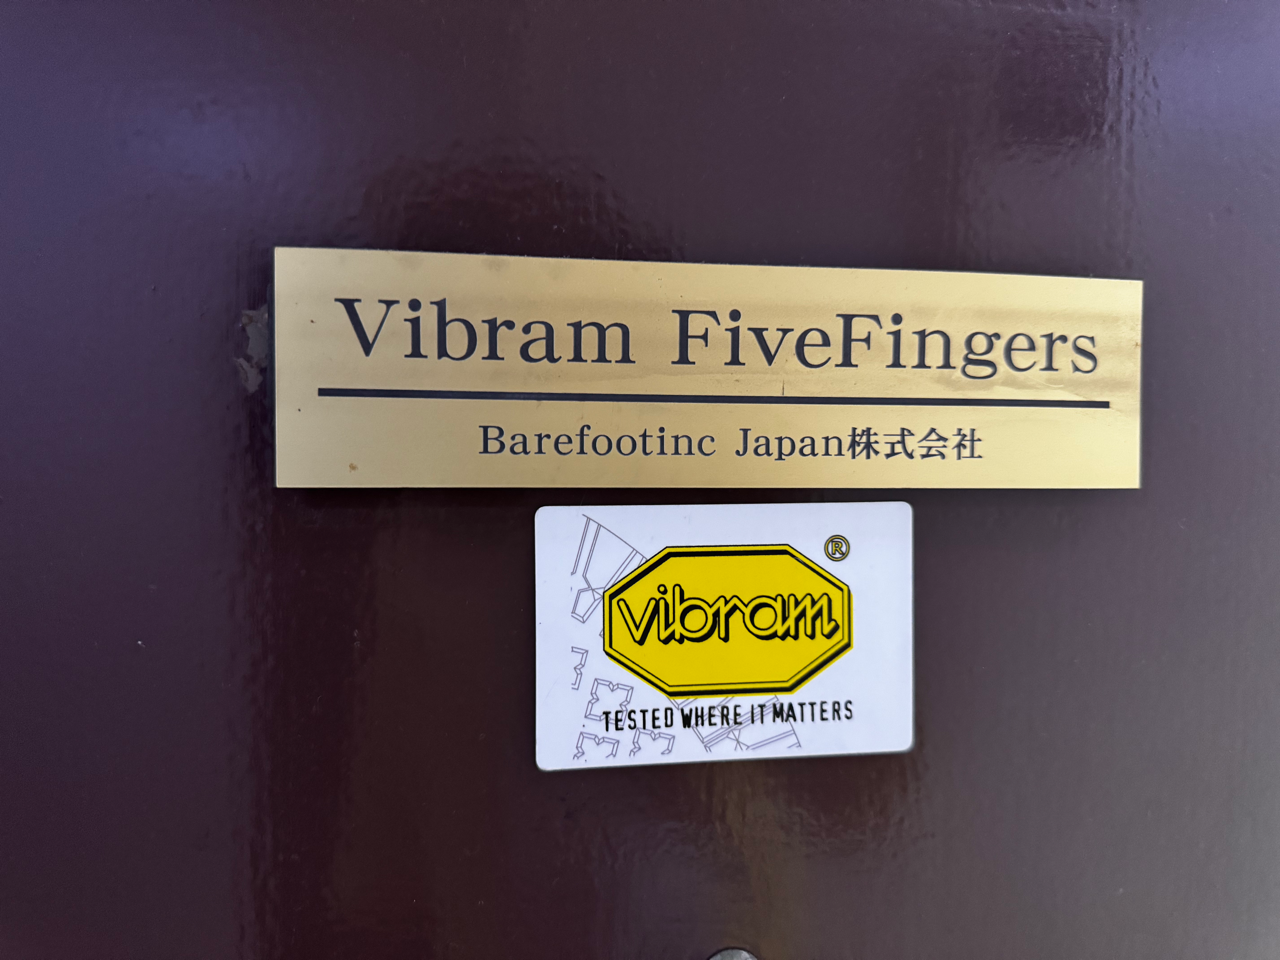 Vibram FiveFingers
Barefootinc Japan株式会社
®
vibram
TESTED WHERE IT MATTERS